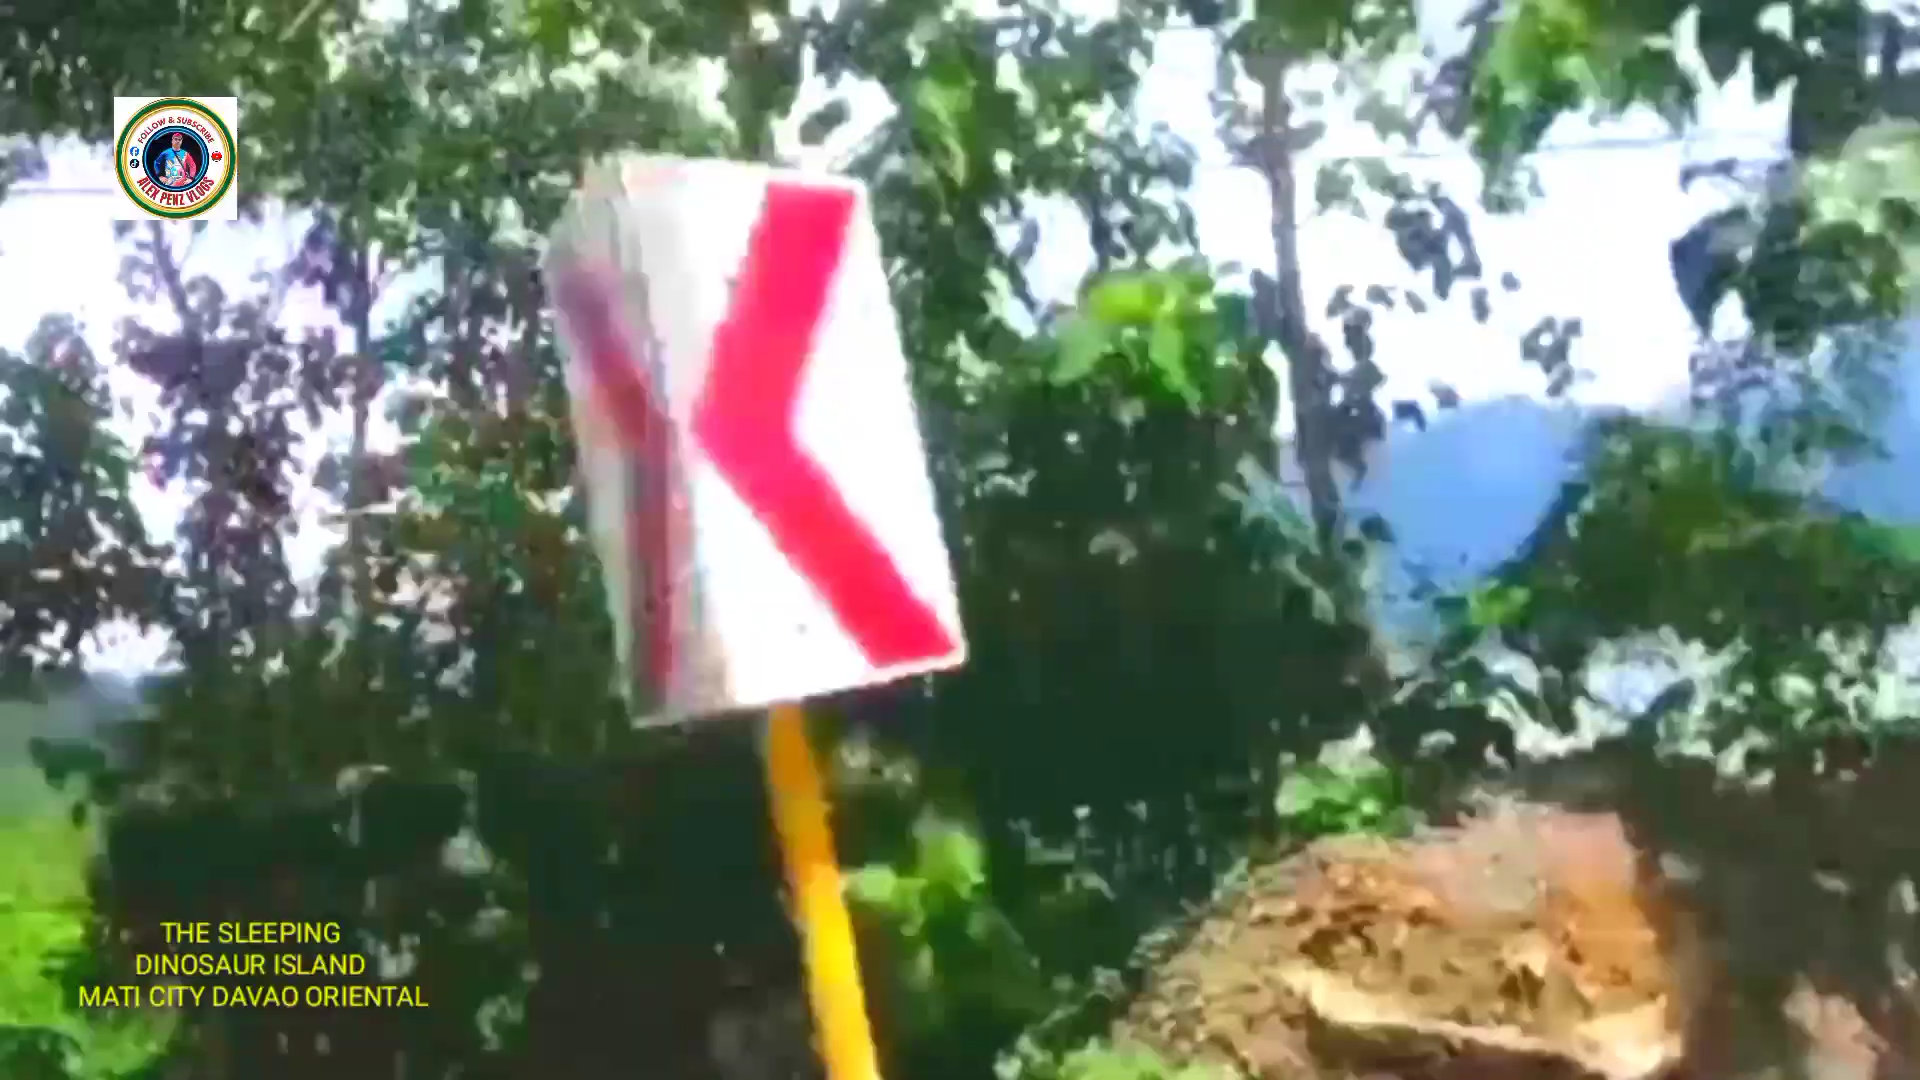 FOLLOW & SUBSCRIBE
ALEX PENZ VLOGS
THE SLEEPING
DINOSAUR ISLAND
MATI CITY DAVAO ORIENTAL